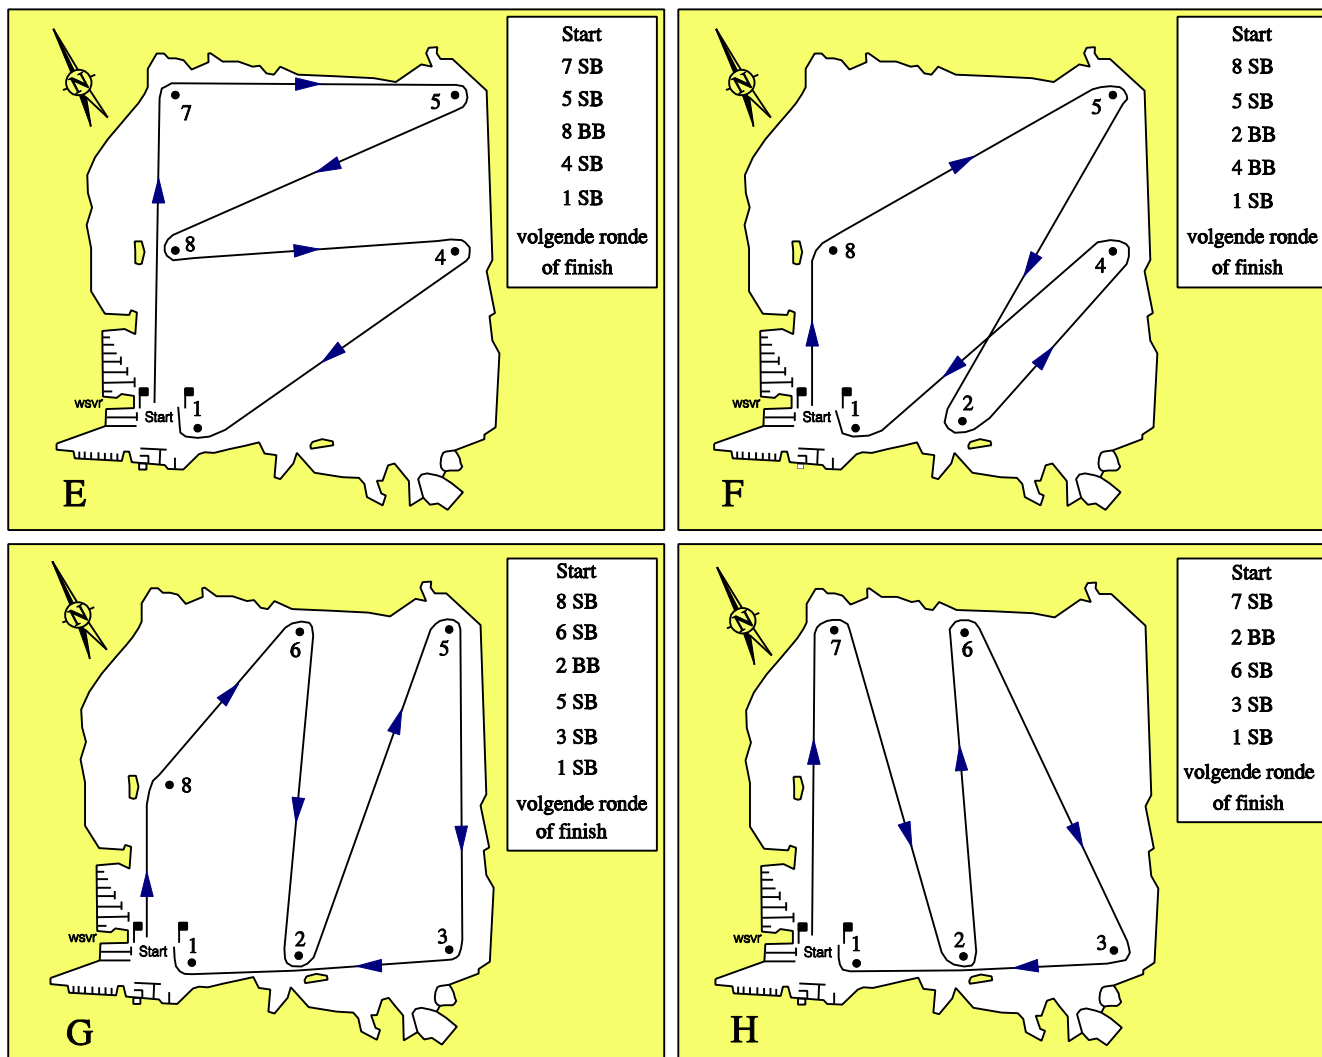 N
7
5
8
4
1
wsvr
Start
E
Start
7 SB
5 SB
8 BB
4 SB
1 SB
volgende ronde
of finish
N
5
8
4
2
1
wsvr
Start
F
Start
8 SB
5 SB
2 BB
4 BB
1 SB
volgende ronde
of finish
N
6
5
8
2
3
1
wsvr
Start
G
Start
8 SB
6 SB
2 BB
5 SB
3 SB
1 SB
volgende ronde
of finish
N
7
6
2
3
1
wsvr
Start
H
Start
7 SB
2 BB
6 SB
3 SB
1 SB
volgende ronde
of finish